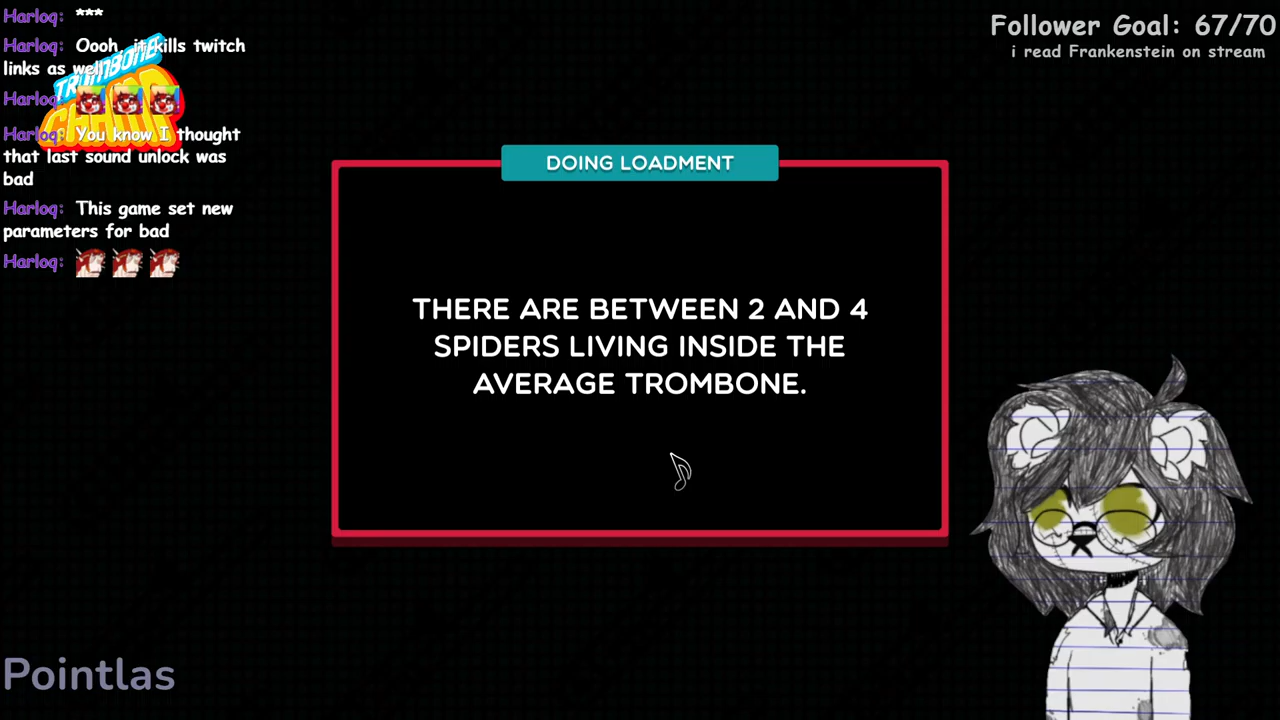 Harloq: ***
Harloq: Oooh, it kills twitch
links as well
TROMBONE
CHAMP
Harloq:
Harloq: You know I thought
that last sound unlock was
bad
Harloq: This game set new
parameters for bad
Harloq:
Follower Goal: 67/70
i read Frankenstein on stream
DOING LOADMENT
THERE ARE BETWEEN 2 AND 4
SPIDERS LIVING INSIDE THE
AVERAGE TROMBONE.
Pointlas